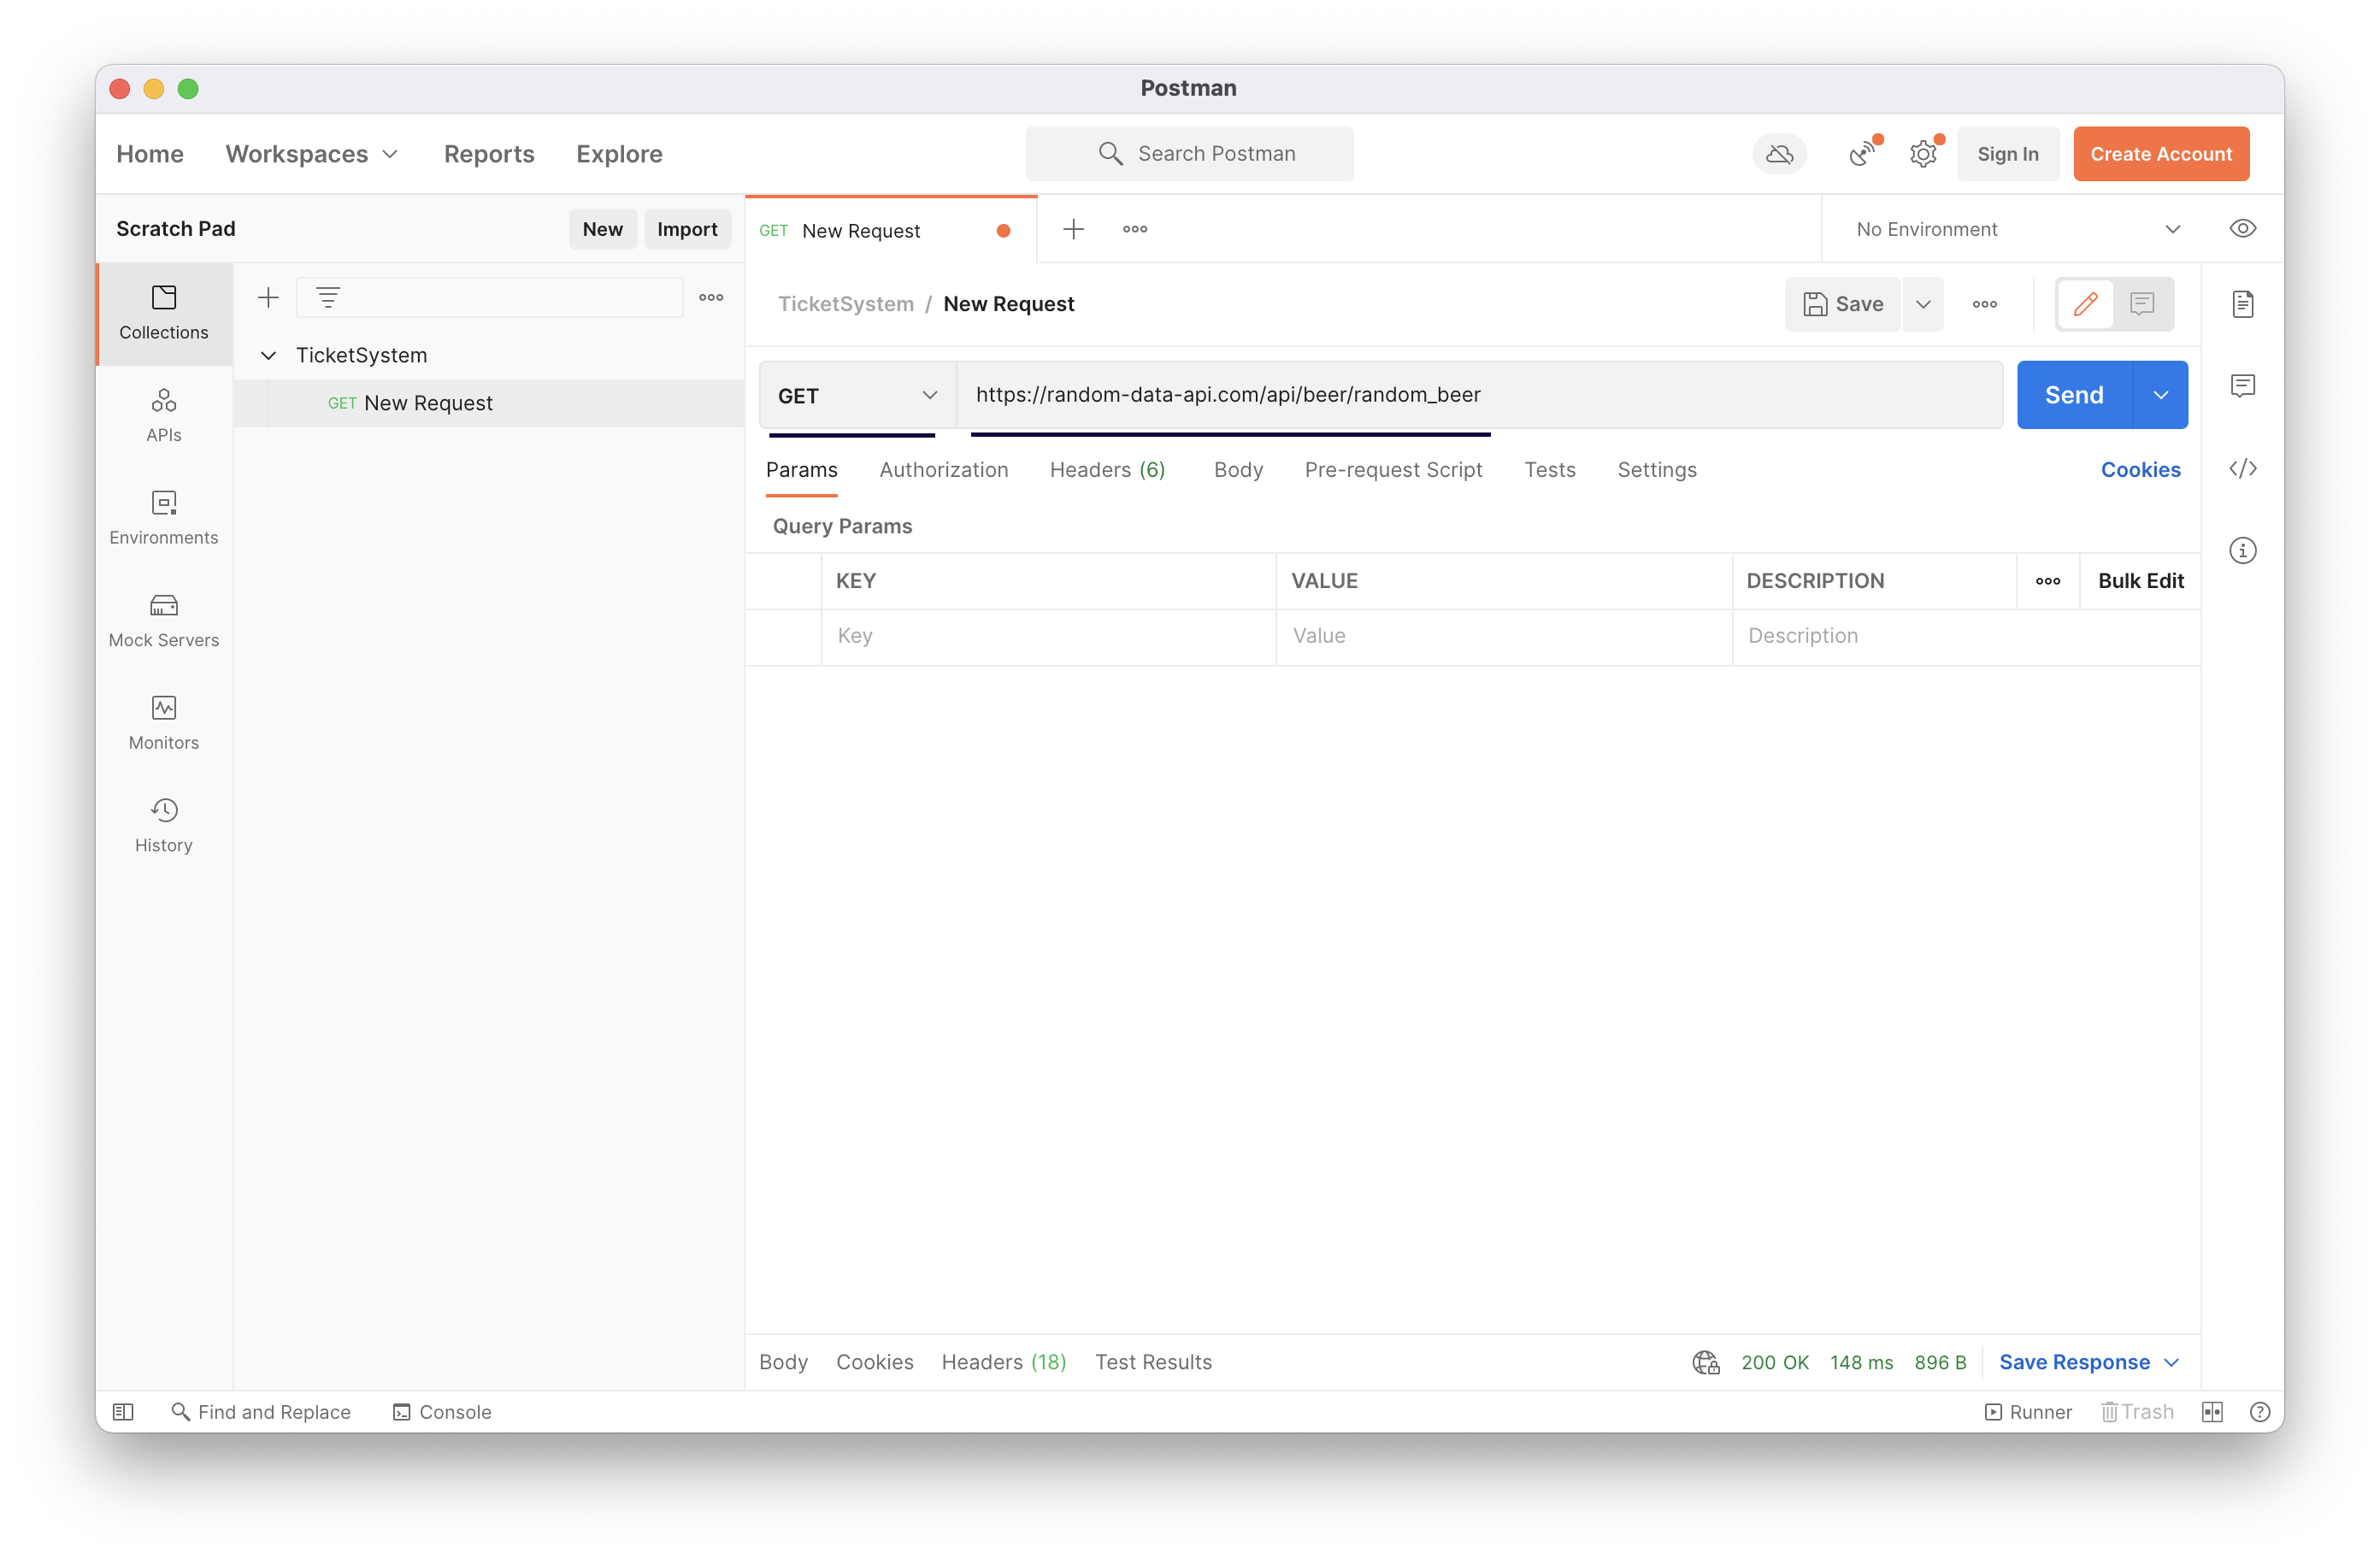 Postman
Home Workspaces Reports Explore Search Postman Sign In Create Account
Scratch Pad New Import
GET New Request No Environment
Collections
APIs
Environments
Mock Servers
Monitors
History
TicketSystem
GET New Request
TicketSystem / New Request Save
GET https://random-data-api.com/api/beer/random_beer Send
Params Authorization Headers (6) Body Pre-request Script Tests Settings Cookies
Query Params
KEY VALUE DESCRIPTION Bulk Edit
Key Value Description
Body Cookies Headers (18) Test Results 200 OK 148 ms 896 B Save Response
Find and Replace Console Runner Trash